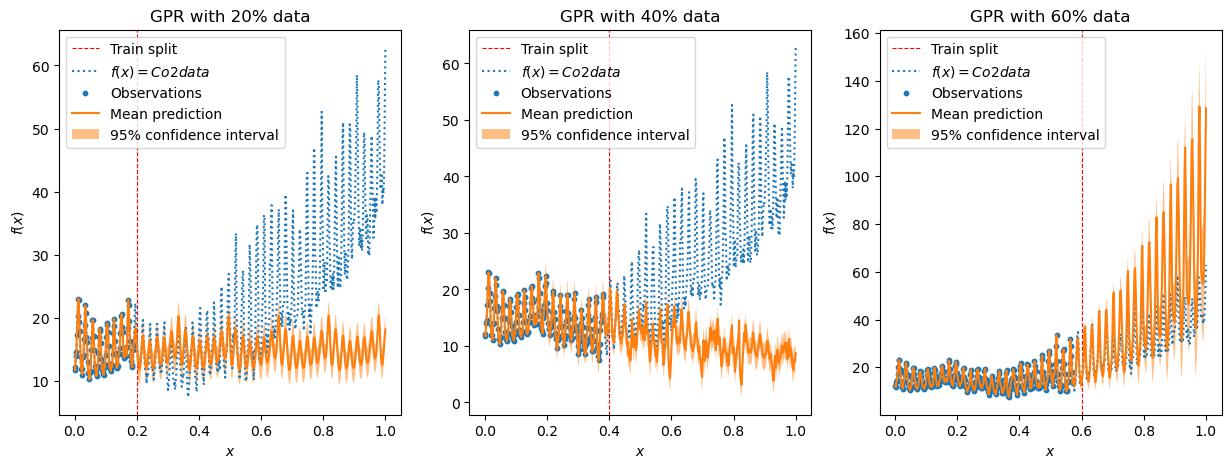 GPR with 20% data
Train split
f(x) = Co2data
Observations
Mean prediction
95% confidence interval
60
50
40
30
20
10
f(x)
0.0 0.2 0.4 0.6 0.8 1.0
x
GPR with 40% data
Train split
f(x) = Co2data
Observations
Mean prediction
95% confidence interval
60
50
40
30
20
10
0
f(x)
0.0 0.2 0.4 0.6 0.8 1.0
x
GPR with 60% data
Train split
f(x) = Co2data
Observations
Mean prediction
95% confidence interval
160
140
120
100
80
60
40
20
f(x)
0.0 0.2 0.4 0.6 0.8 1.0
x